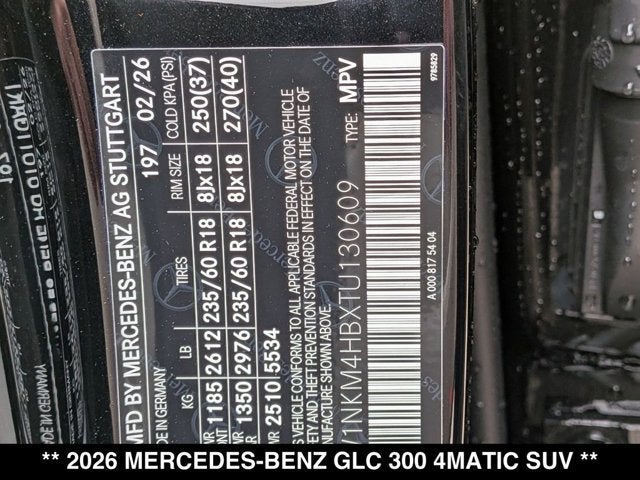 MFD BY MERCEDES-BENZ AG STUTTGART
MADE IN GERMANY 197 02/26
KG LB TIRES RIM SIZE COLD KPA (PSI)
1185 2612 235/60 R18 8Jx18 250(37)
1350 2976 235/60 R18 8Jx18 270(40)
2510 5534
VEHICLE CONFORMS TO ALL APPLICABLE FEDERAL MOTOR VEHICLE
AND THEFT PREVENTION STANDARDS IN EFFECT ON THE DATE OF
MANUFACTURE SHOWN ABOVE.
1NKM4HBXTU130609 TYPE: MPV
A 000 817 54 04
9785829
** 2026 MERCEDES-BENZ GLC 300 4MATIC SUV **